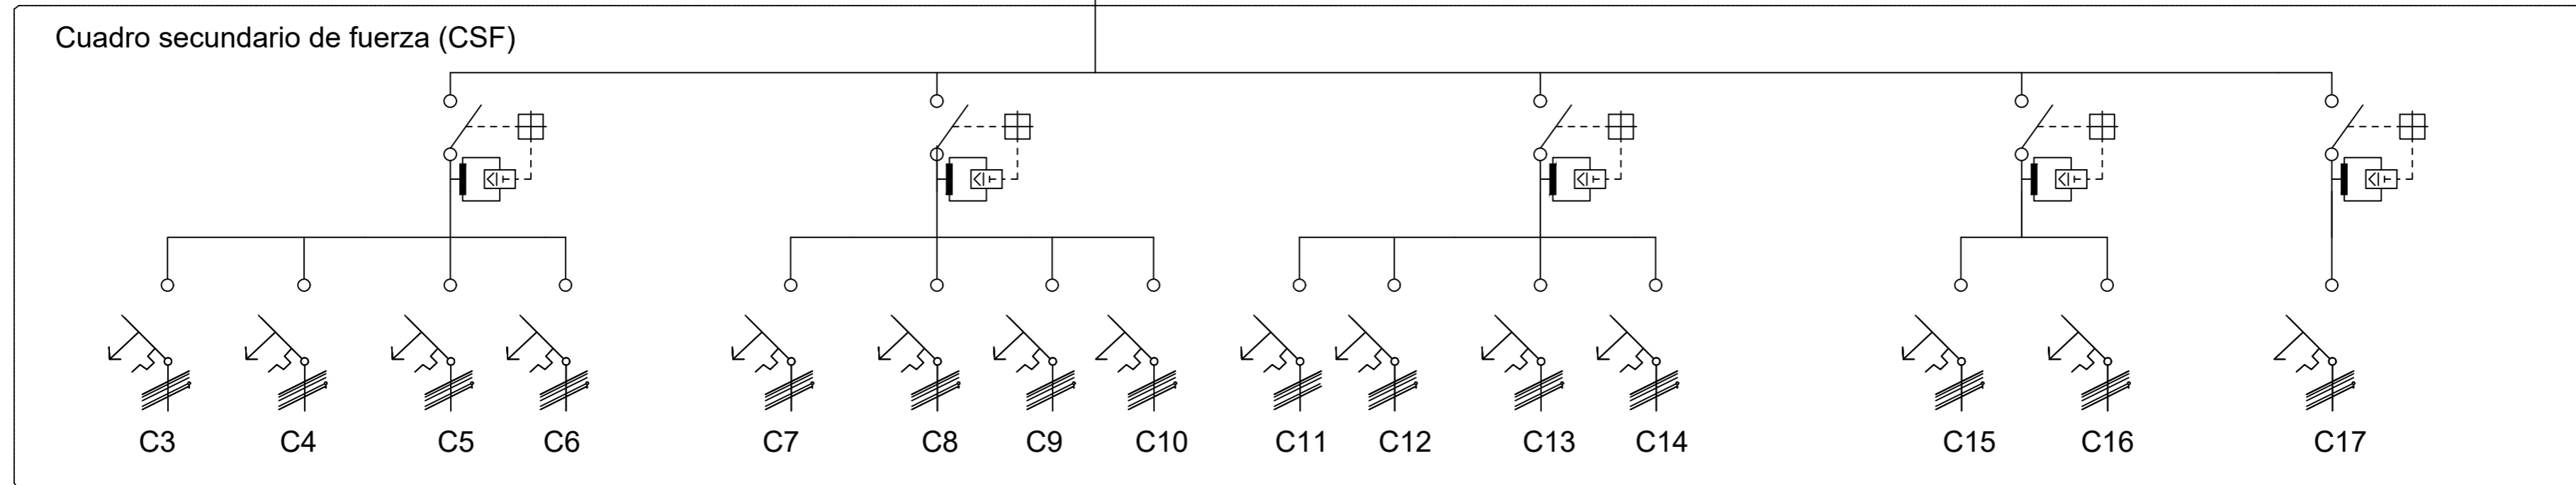 Cuadro secundario de fuerza (CSF)
C3 C4 C5 C6 C7 C8 C9 C10 C11 C12 C13 C14 C15 C16 C17